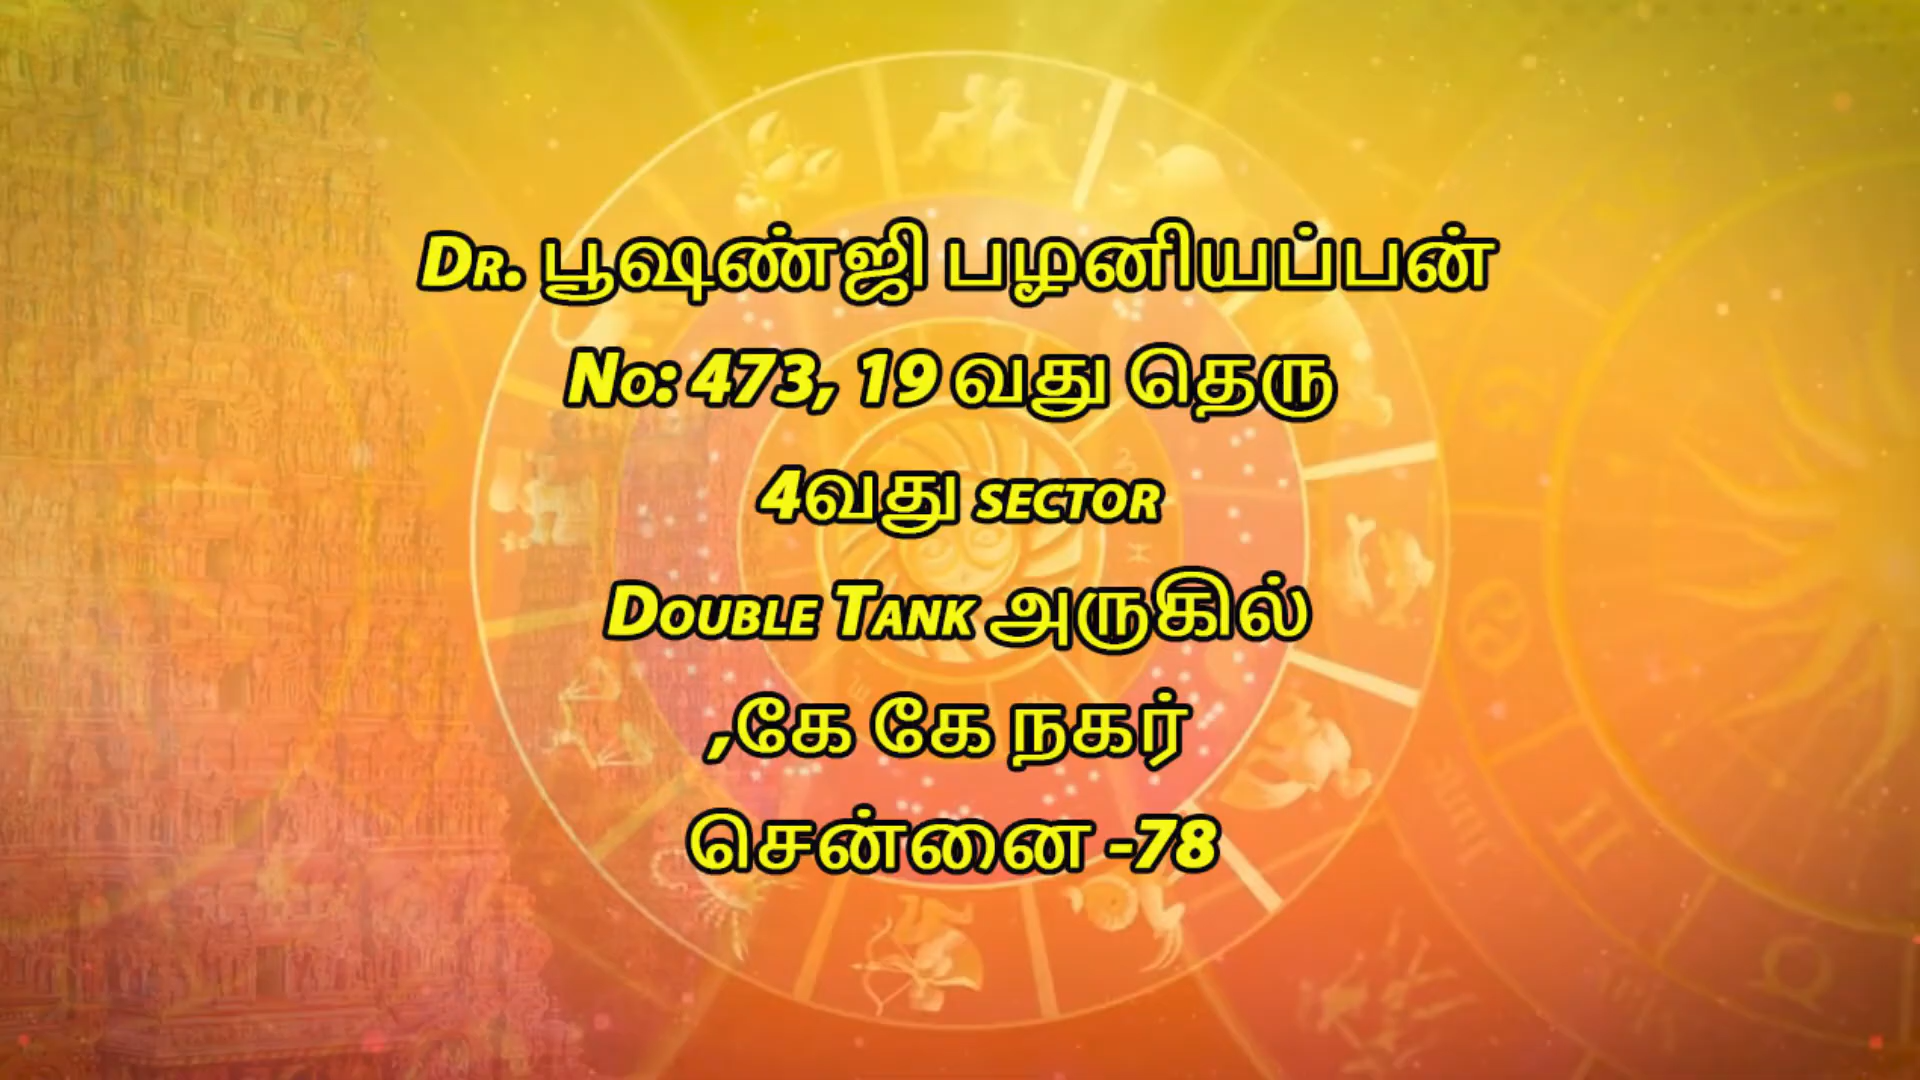 Dr. பூஷண்ஜி பழனியப்பன்
No: 473, 19 வது தெரு
4வது sector
Double Tank அருகில்
,கே கே நகர்
சென்னை -78